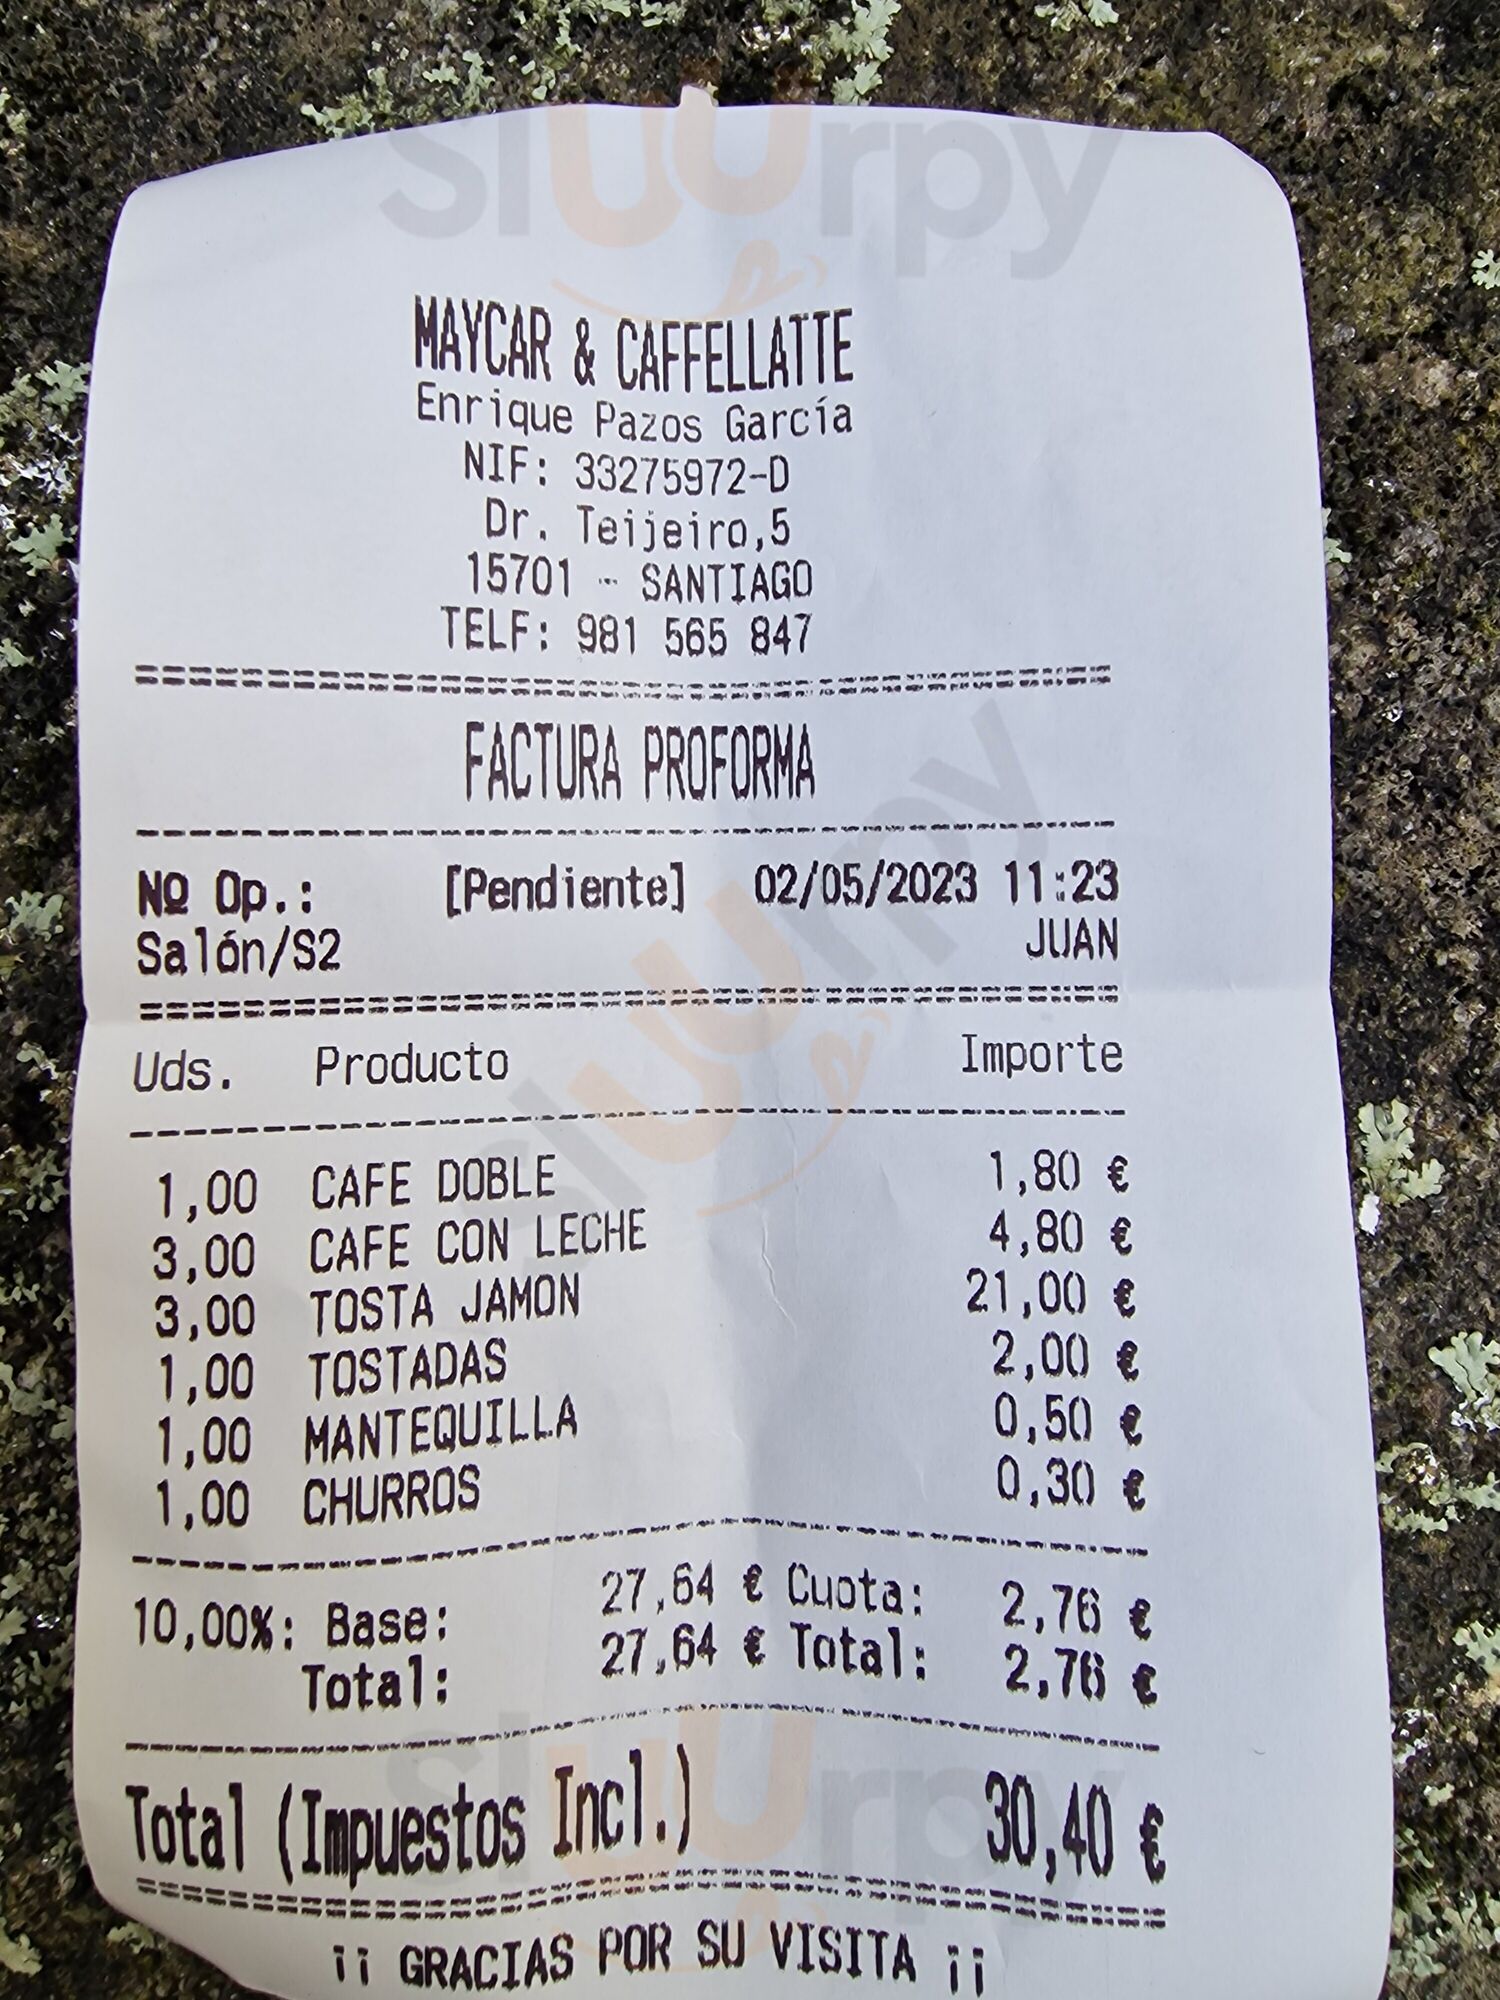 sluurpy
MAYCAR & CAFFELLATTE
Enrique Pazos García
NIF: 33275972-D
Dr. Teijeiro,5
15701 - SANTIAGO
TELF: 981 565 847
FACTURA PROFORMA
Nº Op.: [Pendiente] 02/05/2023 11:23
Salón/S2 JUAN
sluurpy
Uds. Producto Importe
1,00 CAFE DOBLE 1,80 €
3,00 CAFE CON LECHE 4,80 €
3,00 TOSTA JAMON 21,00 €
1,00 TOSTADAS 2,00 €
1,00 MANTEQUILLA 0,50 €
1,00 CHURROS 0,30 €
10,00%: Base: 27,64 € Cuota: 2,76 €
Total: 27,64 € Total: 2,76 €
sluurpy
Total (Impuestos Incl.) 30,40 €
¡¡ GRACIAS POR SU VISITA ¡¡